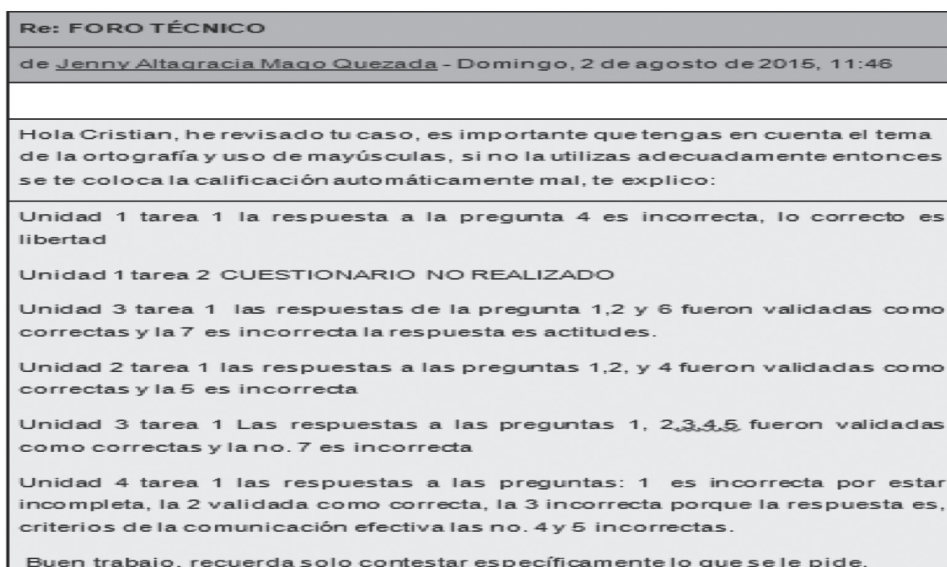 Re: FORO TÉCNICO
de Jenny Altagracia Mago Quezada - Domingo, 2 de agosto de 2015, 11:46
Hola Cristian, he revisado tu caso, es importante que tengas en cuenta el tema
de la ortografía y uso de mayúsculas, si no la utilizas adecuadamente entonces
se te coloca la calificación automáticamente mal, te explico:
Unidad 1 tarea 1 la respuesta a la pregunta 4 es incorrecta, lo correcto es
libertad
Unidad 1 tarea 2 CUESTIONARIO NO REALIZADO
Unidad 3 tarea 1 las respuestas de la pregunta 1,2 y 6 fueron validadas como
correctas y la 7 es incorrecta la respuesta es actitudes.
Unidad 2 tarea 1 las respuestas a las preguntas 1,2, y 4 fueron validadas como
correctas y la 5 es incorrecta
Unidad 3 tarea 1 Las respuestas a las preguntas 1, 2,3,4,5 fueron validadas
como correctas y la no. 7 es incorrecta
Unidad 4 tarea 1 las respuestas a las preguntas: 1 es incorrecta por estar
incompleta, la 2 validada como correcta, la 3 incorrecta porque la respuesta es,
criterios de la comunicación efectiva las no. 4 y 5 incorrectas.
Buen trabajo, recuerda solo contestar específicamente lo que se le pide.